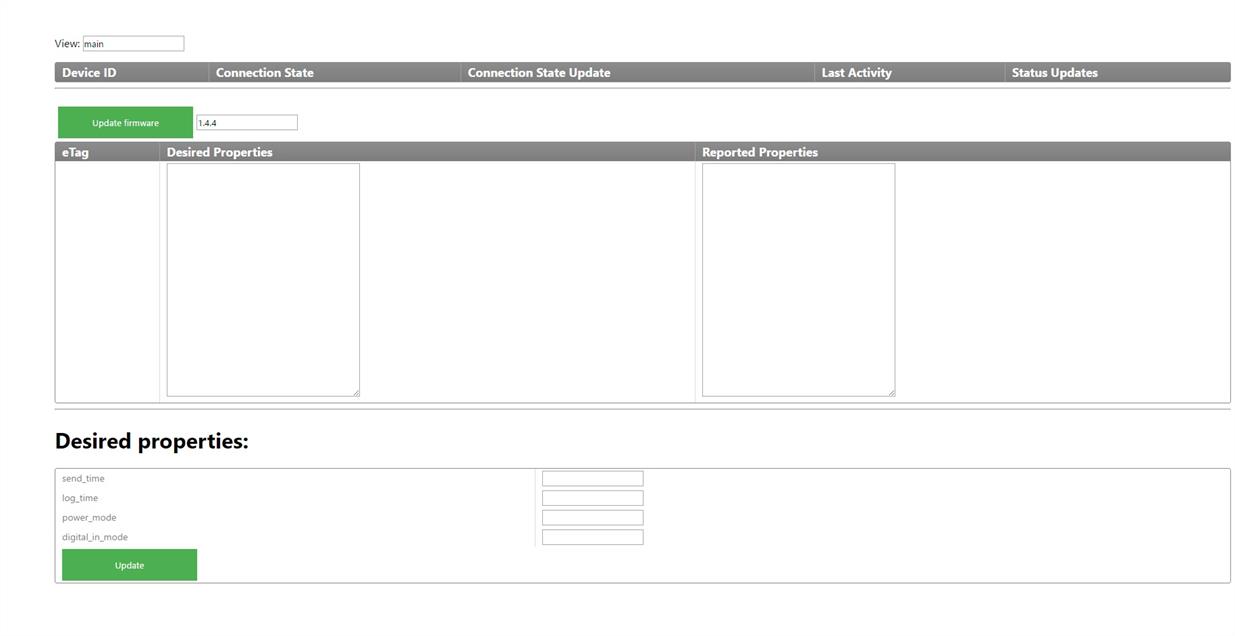 View: main
Device ID Connection State Connection State Update Last Activity Status Updates
Update firmware 1.4.4
eTag Desired Properties Reported Properties
Desired properties:
send_time
log_time
power_mode
digital_in_mode
Update